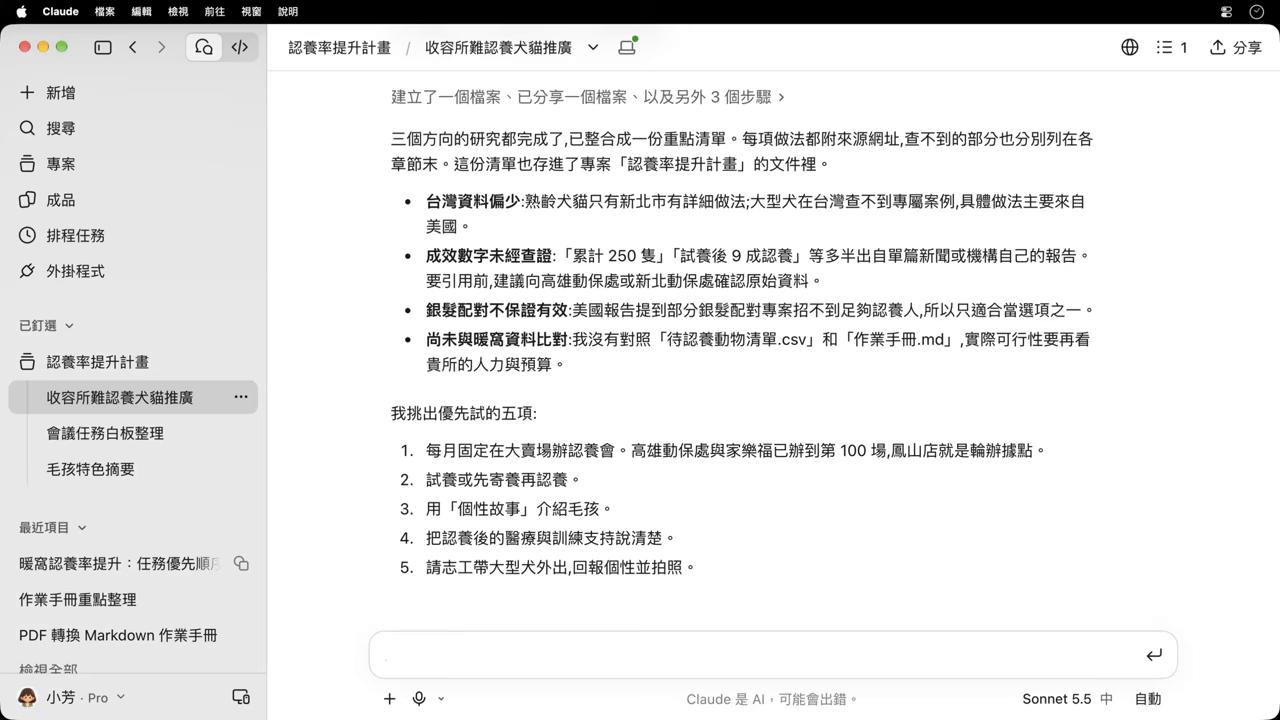 Claude 檔案 編輯 檢視 前往 視窗 說明
認養率提升計畫 / 收容所難認養犬貓推廣
1 分享
新增
搜尋
專案
成品
排程任務
外掛程式
已釘選
認養率提升計畫
收容所難認養犬貓推廣
會議任務白板整理
毛孩特色摘要
最近項目
暖窩認養率提升：任務優先順序
作業手冊重點整理
PDF 轉換 Markdown 作業手冊
檢視全部
小芳 · Pro
建立了一個檔案、已分享一個檔案、以及另外 3 個步驟
三個方向的研究都完成了,已整合成一份重點清單。每項做法都附來源網址,查不到的部分也分別列在各
章節末。這份清單也存進了專案「認養率提升計畫」的文件裡。
• 台灣資料偏少:熟齡犬貓只有新北市有詳細做法;大型犬在台灣查不到專屬案例,具體做法主要來自
美國。
• 成效數字未經查證:「累計 250 隻」「試養後 9 成認養」等多半出自單篇新聞或機構自己的報告。
要引用前,建議向高雄動保處或新北動保處確認原始資料。
• 銀髮配對不保證有效:美國報告提到部分銀髮配對專案招不到足夠認養人,所以只適合當選項之一。
• 尚未與暖窩資料比對:我沒有對照「待認養動物清單.csv」和「作業手冊.md」,實際可行性要再看
貴所的人力與預算。
我挑出優先試的五項:
1. 每月固定在大賣場辦認養會。高雄動保處與家樂福已辦到第 100 場,鳳山店就是輪辦據點。
2. 試養或先寄養再認養。
3. 用「個性故事」介紹毛孩。
4. 把認養後的醫療與訓練支持說清楚。
5. 請志工帶大型犬外出,回報個性並拍照。
Claude 是 AI，可能會出錯。
Sonnet 5.5 中 自動